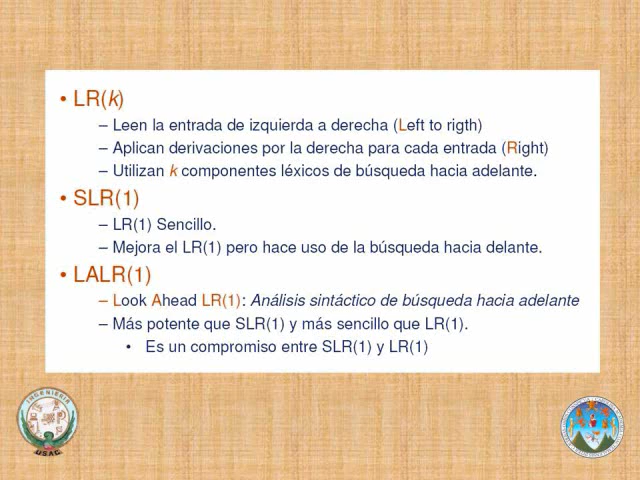 • LR(k)
– Leen la entrada de izquierda a derecha (Left to rigth)
– Aplican derivaciones por la derecha para cada entrada (Right)
– Utilizan k componentes léxicos de búsqueda hacia adelante.
• SLR(1)
– LR(1) Sencillo.
– Mejora el LR(1) pero hace uso de la búsqueda hacia delante.
• LALR(1)
– Look Ahead LR(1): Análisis sintáctico de búsqueda hacia adelante
– Más potente que SLR(1) y más sencillo que LR(1).
• Es un compromiso entre SLR(1) y LR(1)
INGENIERIA
USAC